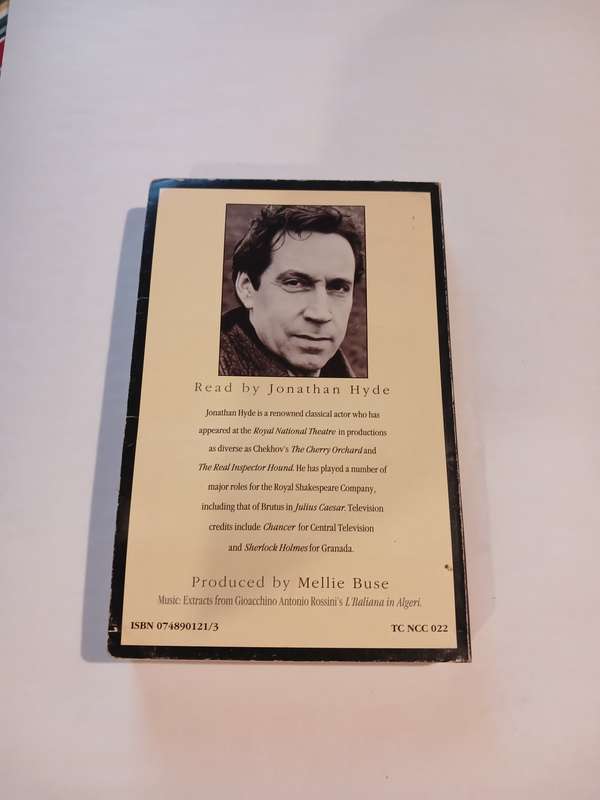 Read by Jonathan Hyde
Jonathan Hyde is a renowned classical actor who has
appeared at the Royal National Theatre in productions
as diverse as Chekhov's The Cherry Orchard and
The Real Inspector Hound. He has played a number of
major roles for the Royal Shakespeare Company,
including that of Brutus in Julius Caesar. Television
credits include Chancer for Central Television
and Sherlock Holmes for Granada.
Produced by Mellie Buse
Music: Extracts from Gioacchino Antonio Rossini's L'Italiana in Algeri.
ISBN 074890121/3
TC NCC 022